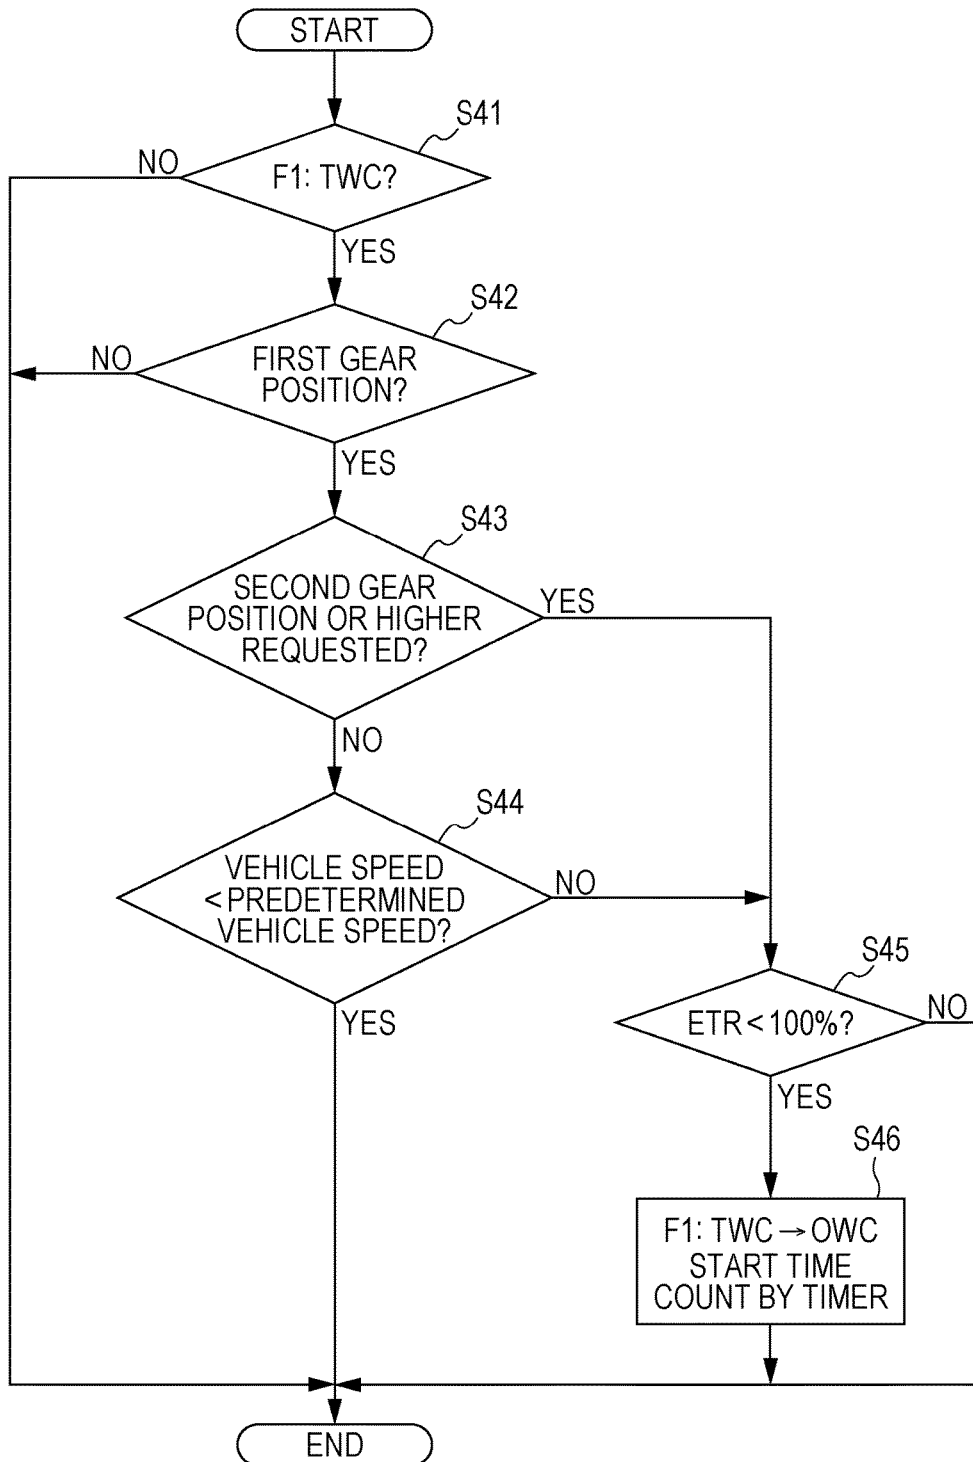 START
S41
F1: TWC?
NO
YES
S42
FIRST GEAR
POSITION?
NO
YES
S43
SECOND GEAR
POSITION OR HIGHER
REQUESTED?
YES
NO
S44
VEHICLE SPEED
<PREDETERMINED
VEHICLE SPEED?
NO
YES
S45
ETR<100%?
NO
YES
S46
F1: TWC→OWC
START TIME
COUNT BY TIMER
END